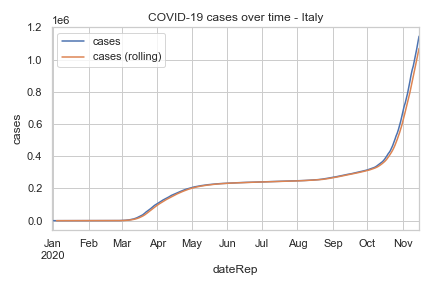 COVID-19 cases over time - Italy
1e6
cases
cases (rolling)
1.2
1.0
0.8
0.6
0.4
0.2
0.0
cases
Jan Feb Mar Apr May Jun Jul Aug Sep Oct Nov
2020
dateRep